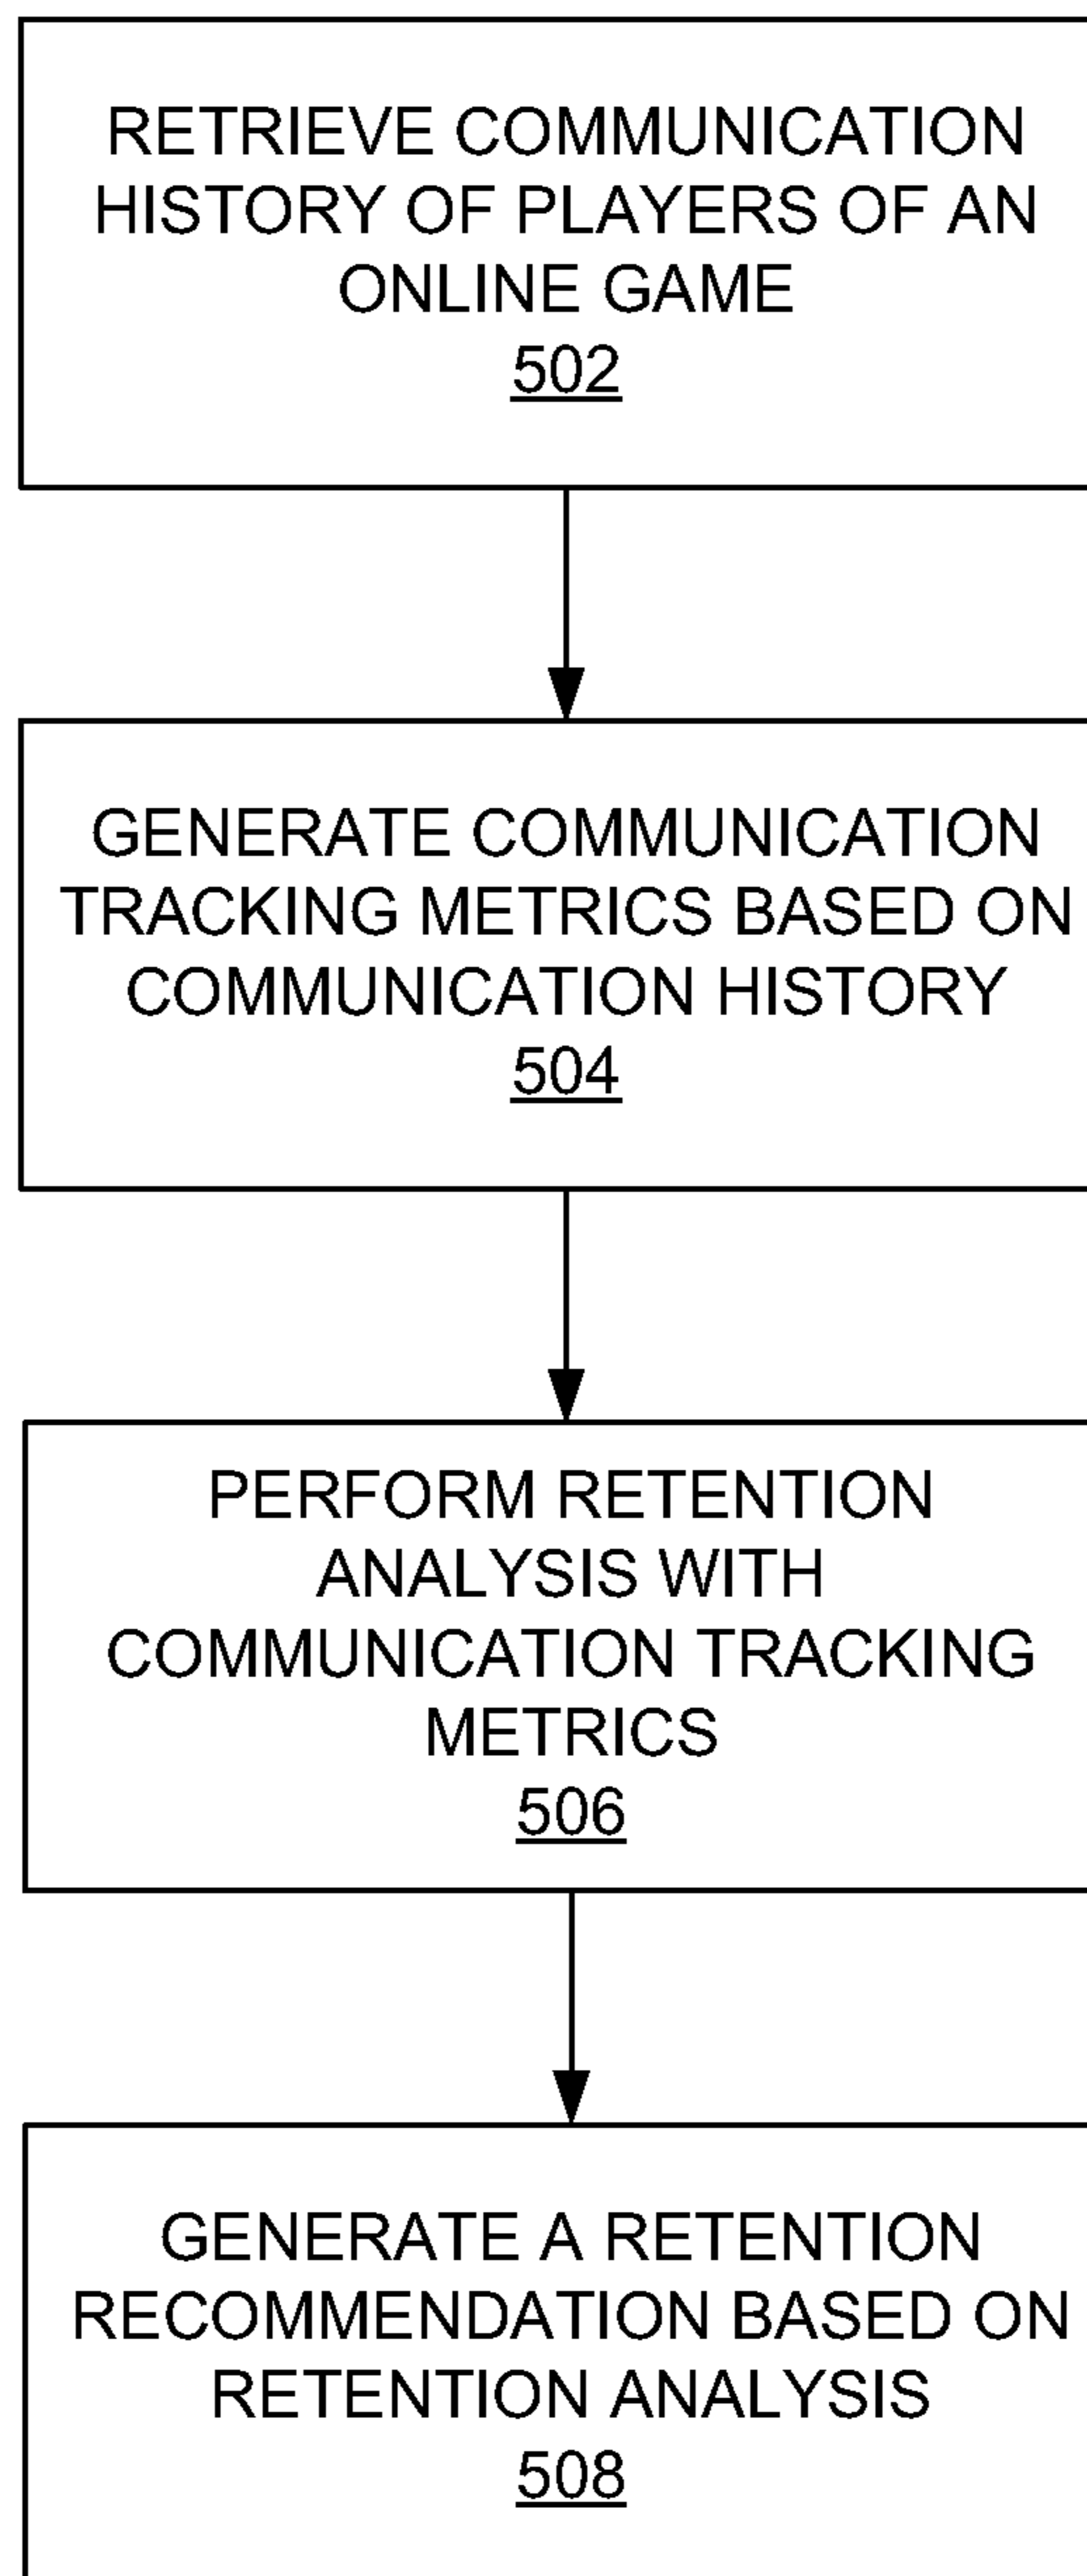 RETRIEVE COMMUNICATION
HISTORY OF PLAYERS OF AN
ONLINE GAME
502
GENERATE COMMUNICATION
TRACKING METRICS BASED ON
COMMUNICATION HISTORY
504
PERFORM RETENTION
ANALYSIS WITH
COMMUNICATION TRACKING
METRICS
506
GENERATE A RETENTION
RECOMMENDATION BASED ON
RETENTION ANALYSIS
508